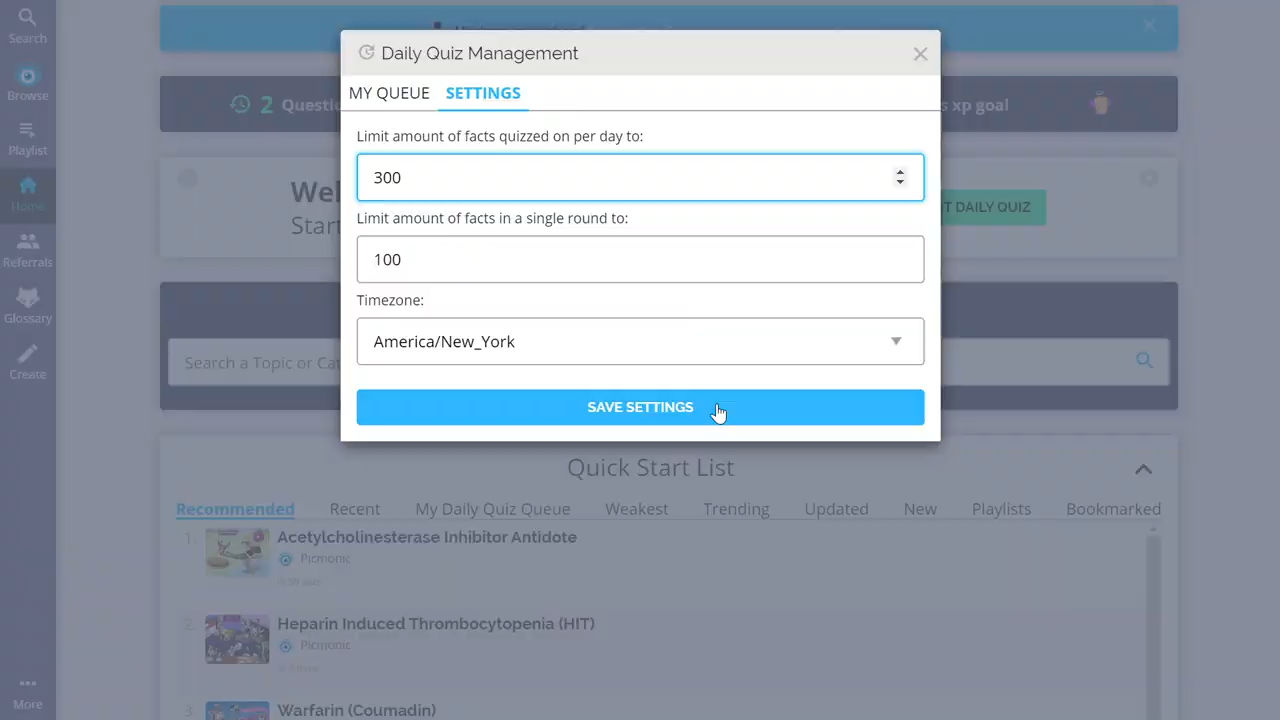 Search
Browse
Playlist
Home
Referrals
Glossary
Create
More
Daily Quiz Management
MY QUEUE SETTINGS
Limit amount of facts quizzed on per day to:
300
Limit amount of facts in a single round to:
100
Timezone:
America/New_York
SAVE SETTINGS
2 Questio
s xp goal
Wel
Start
T DAILY QUIZ
Search a Topic or Cat
Quick Start List
Recommended Recent My Daily Quiz Queue Weakest Trending Updated New Playlists Bookmarked
1. Acetylcholinesterase Inhibitor Antidote
Picmonic
2. Heparin Induced Thrombocytopenia (HIT)
Picmonic
3. Warfarin (Coumadin)